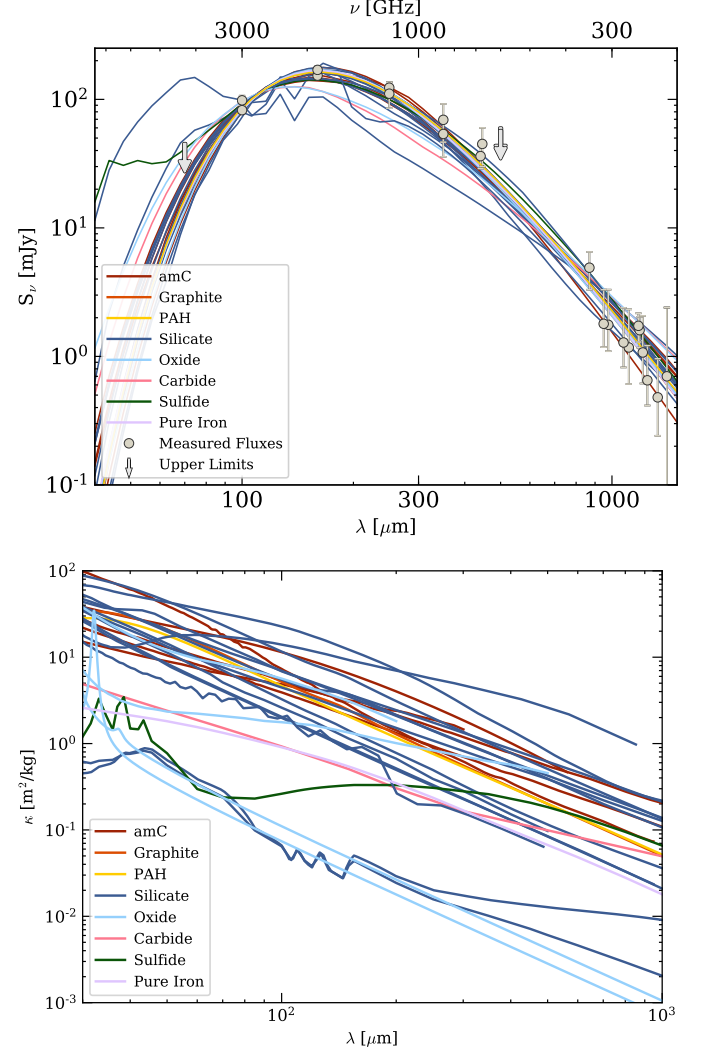 ν [GHz]
3000 1000 300
10²
10¹
10⁰
10⁻¹
S_ν [mJy]
amC
Graphite
PAH
Silicate
Oxide
Carbide
Sulfide
Pure Iron
Measured Fluxes
Upper Limits
100 300 1000
λ [μm]
10²
10¹
10⁰
10⁻¹
10⁻²
10⁻³
κ [m²/kg]
amC
Graphite
PAH
Silicate
Oxide
Carbide
Sulfide
Pure Iron
10² 10³
λ [μm]